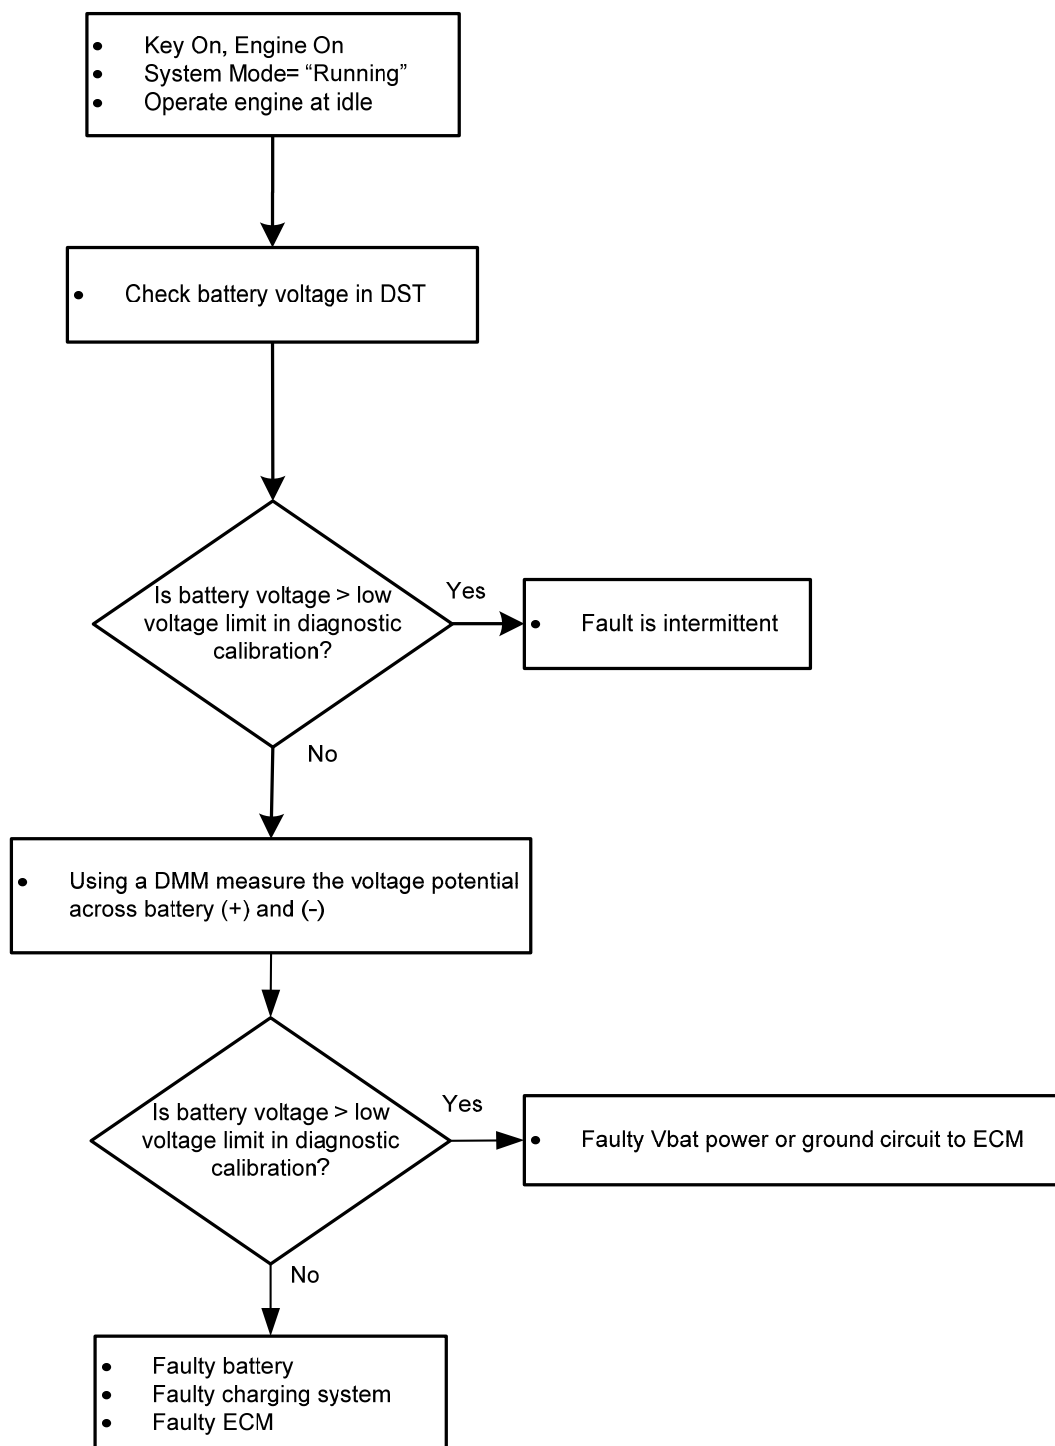 • Key On, Engine On
• System Mode= “Running”
• Operate engine at idle
• Check battery voltage in DST
Is battery voltage > low
voltage limit in diagnostic
calibration?
Yes
• Fault is intermittent
No
• Using a DMM measure the voltage potential
across battery (+) and (-)
Is battery voltage > low
voltage limit in diagnostic
calibration?
Yes
• Faulty Vbat power or ground circuit to ECM
No
• Faulty battery
• Faulty charging system
• Faulty ECM